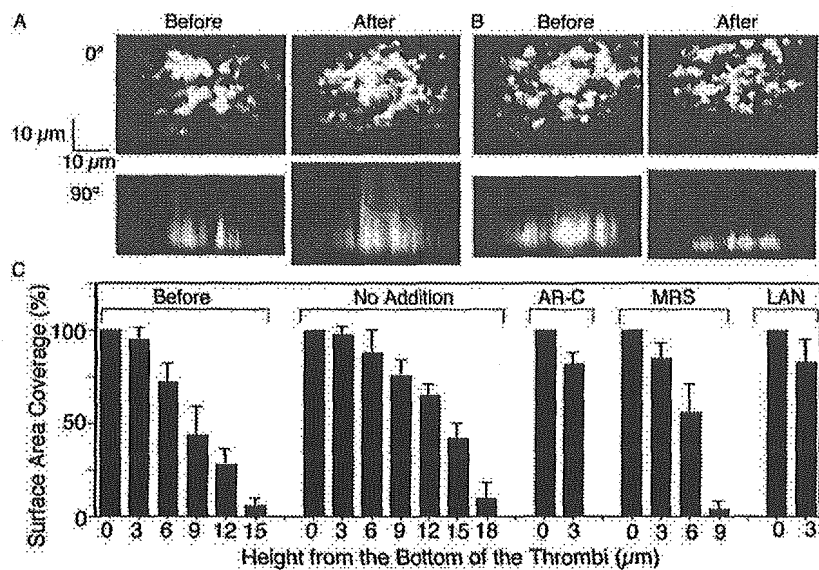 A Before After B Before After
0°
10 µm
10 µm
90°
C
Before No Addition AR-C MRS LAN
Surface Area Coverage (%)
100
50
0
0 3 6 9 12 15 0 3 6 9 12 15 18 0 3 0 3 6 9 0 3
Height from the Bottom of the Thrombi (µm)